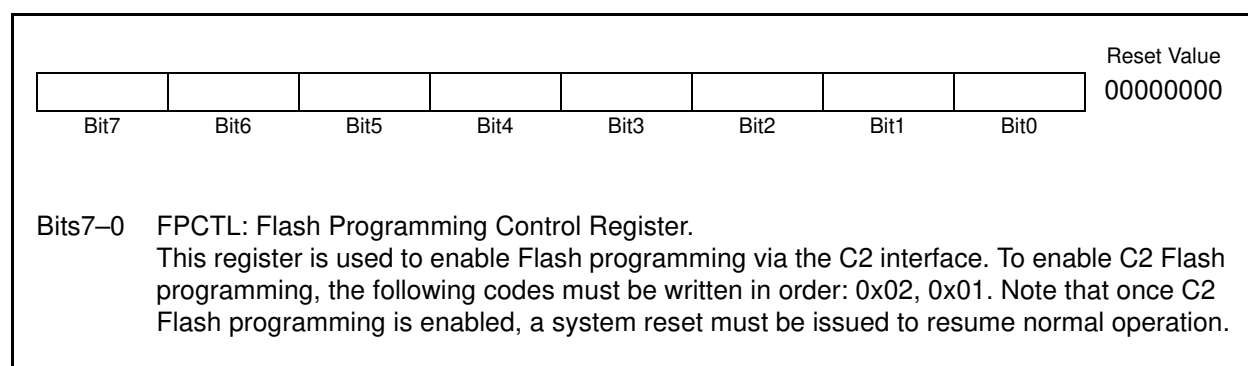 Reset Value
00000000
Bit7 Bit6 Bit5 Bit4 Bit3 Bit2 Bit1 Bit0
Bits7–0 FPCTL: Flash Programming Control Register.
This register is used to enable Flash programming via the C2 interface. To enable C2 Flash
programming, the following codes must be written in order: 0x02, 0x01. Note that once C2
Flash programming is enabled, a system reset must be issued to resume normal operation.